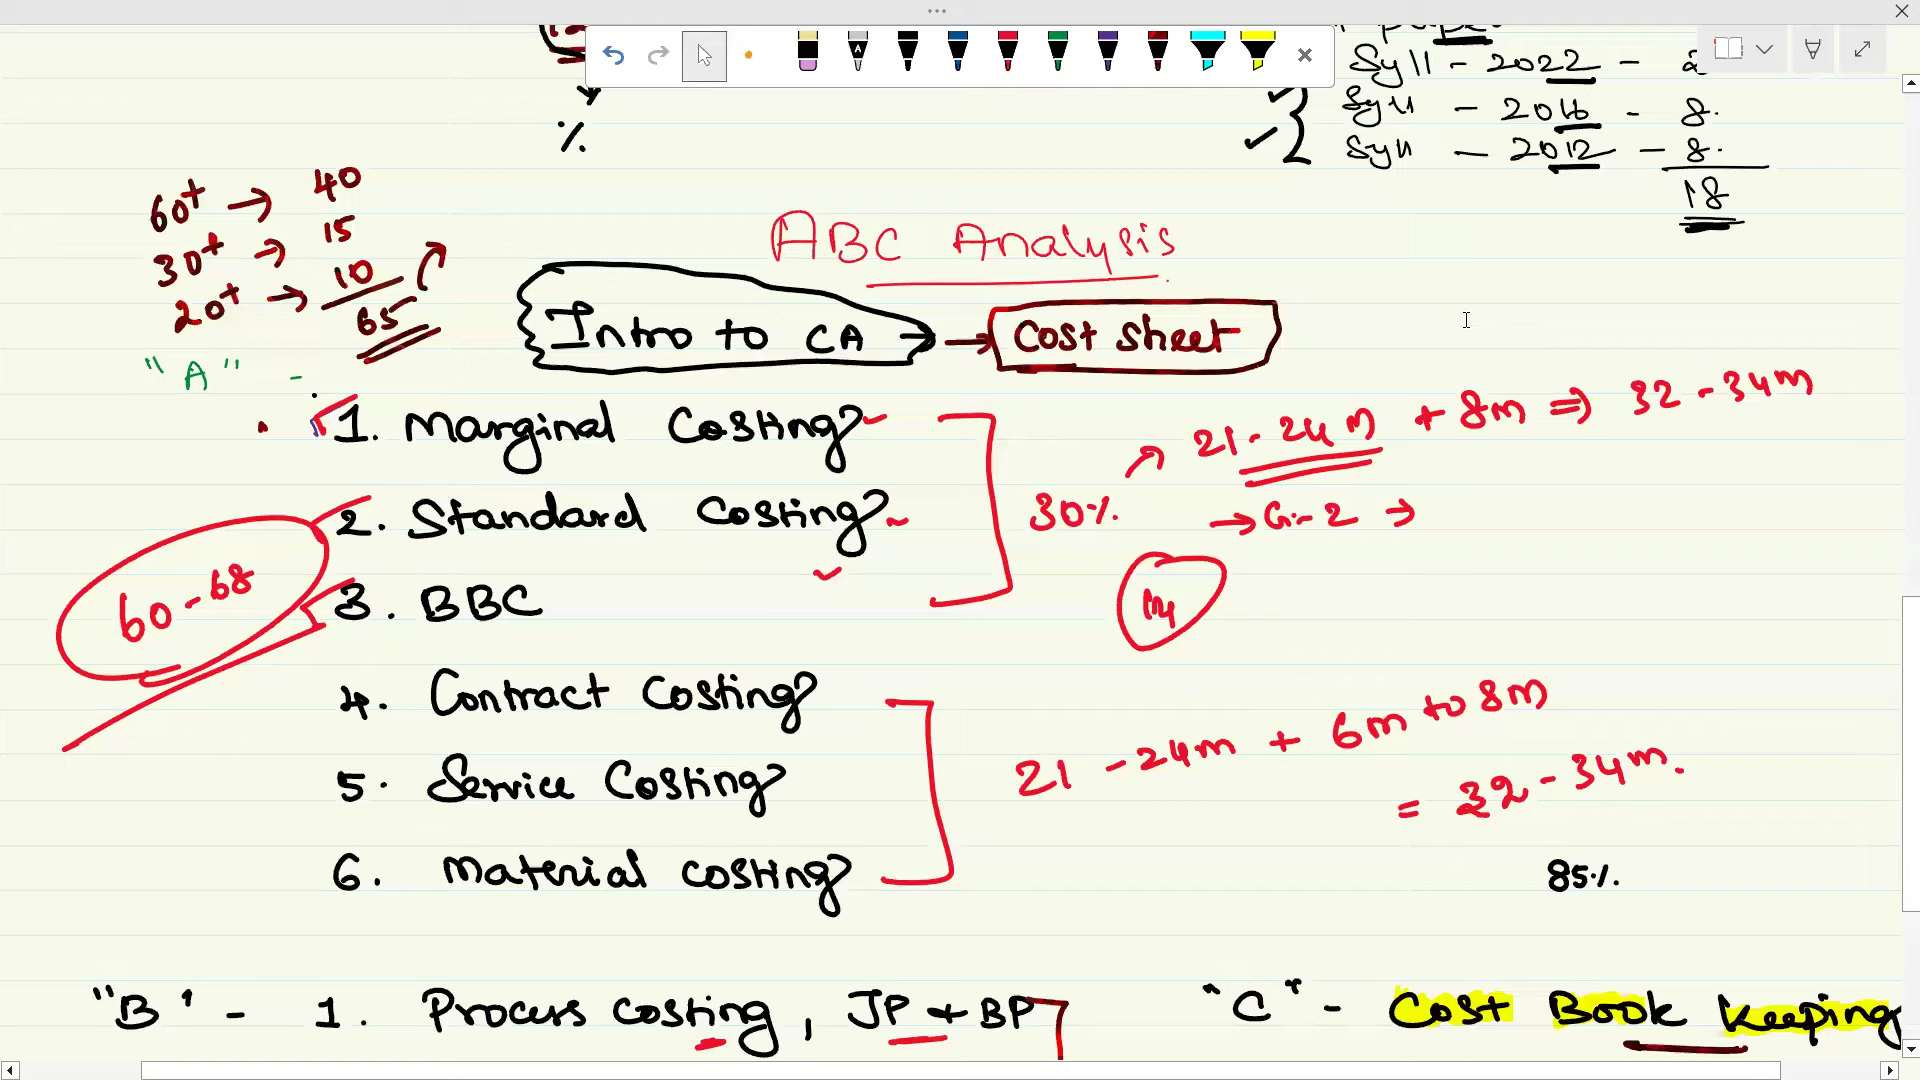 Syll - 2022 -
Syll - 2016 - 8.
Syll - 2012 - 8.
18
%
60+ → 40
30+ → 15
20+ → 10
65
ABC Analysis
Intro to CA → → Cost Sheet
"A" -
1. Marginal Costing
2. Standard Costing
3. BBC
30%
21 - 24 M + 8m ⇒ 32 - 34m
→ G-2 →
60 - 68
4. Contract Costing
5. Service Costing
6. Material costing
21 - 24m + 6m to 8m
= 32 - 34m.
85%.
"B" - 1. Process costing, JP + BP
"C" - Cost Book Keeping